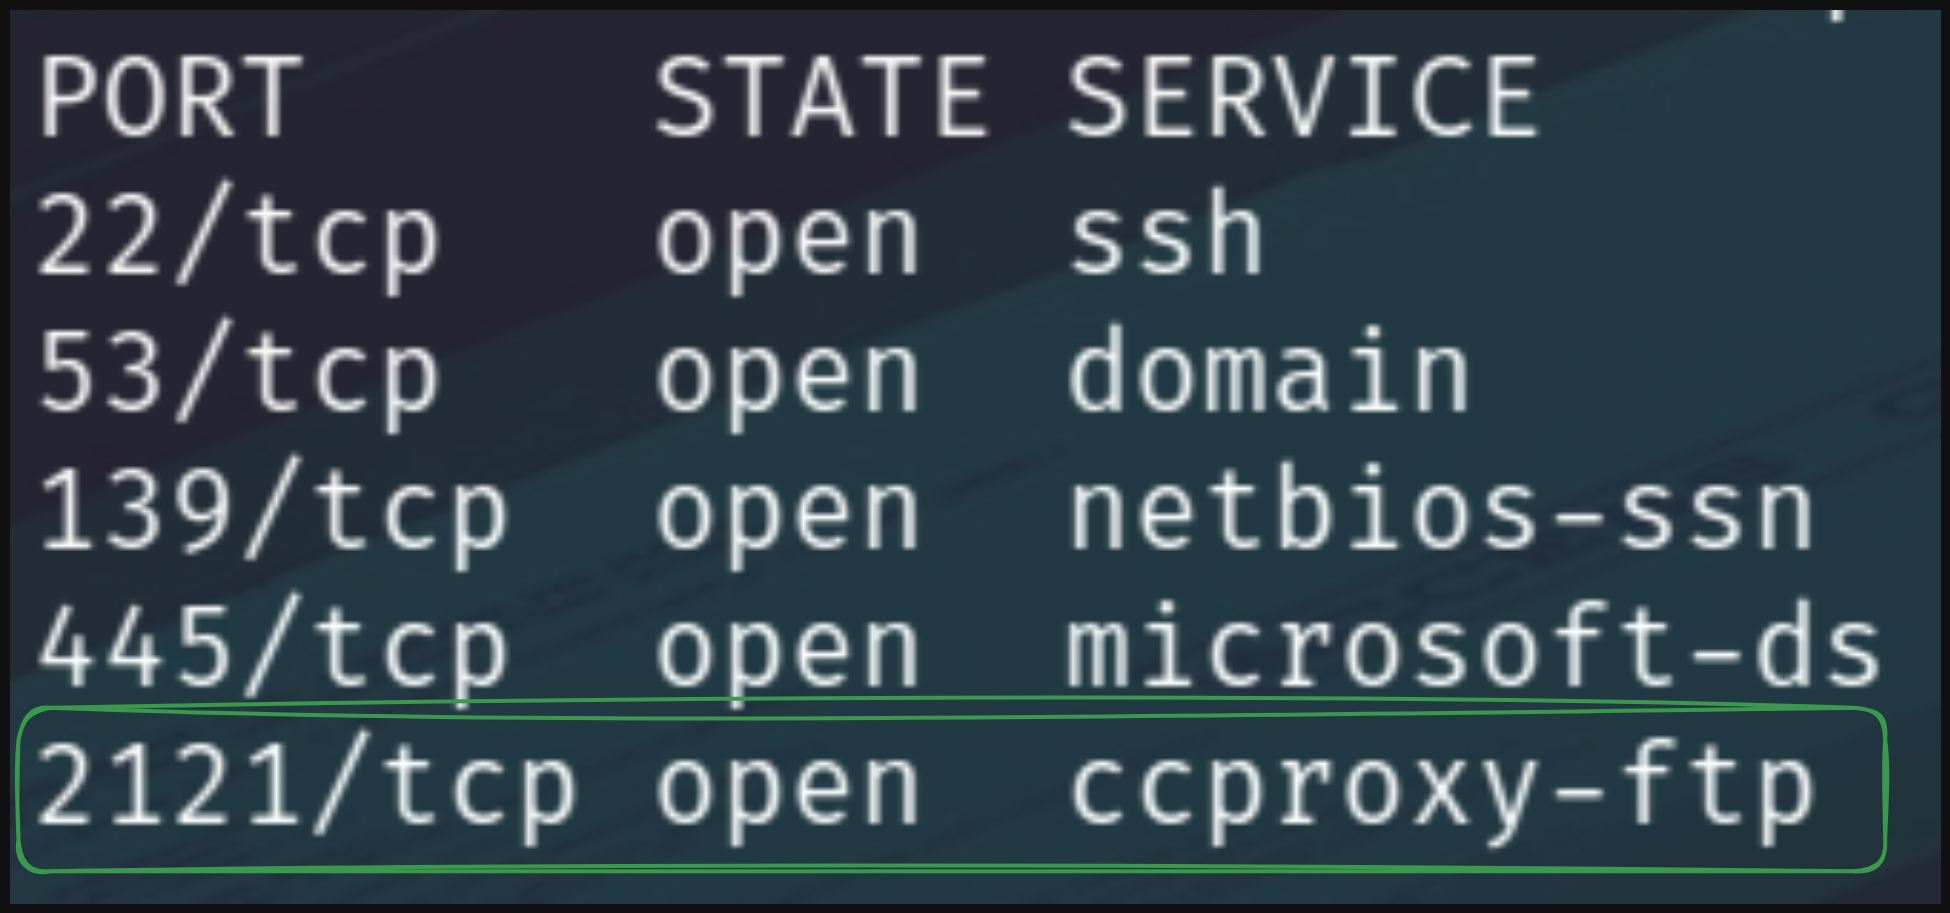 PORT STATE SERVICE
22/tcp open ssh
53/tcp open domain
139/tcp open netbios-ssn
445/tcp open microsoft-ds
2121/tcp open ccproxy-ftp